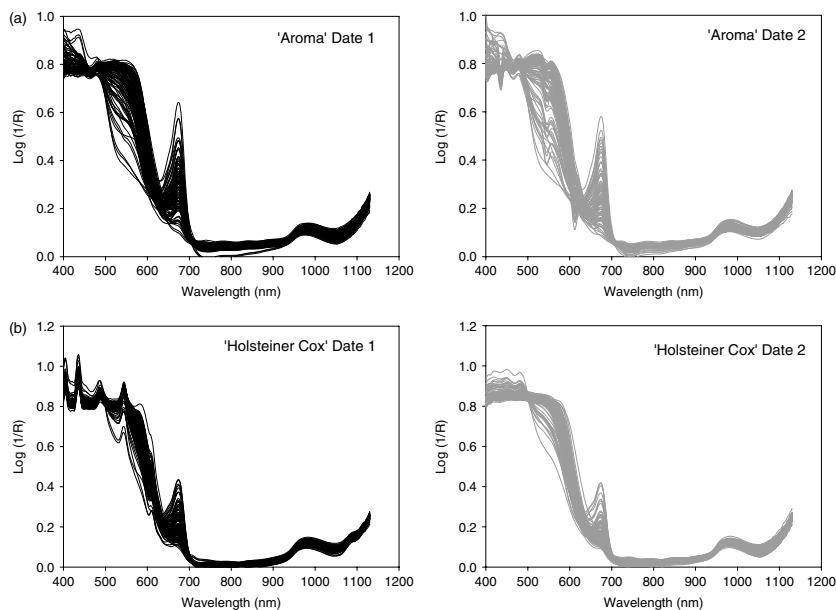 (a)
1.0
0.8
0.6
0.4
0.2
0.0
Log (1/R)
'Aroma' Date 1
400 500 600 700 800 900 1000 1100 1200
Wavelength (nm)
1.0
0.8
0.6
0.4
0.2
0.0
Log (1/R)
'Aroma' Date 2
400 500 600 700 800 900 1000 1100 1200
Wavelength (nm)
(b)
1.2
1.0
0.8
0.6
0.4
0.2
0.0
Log (1/R)
'Holsteiner Cox' Date 1
400 500 600 700 800 900 1000 1100 1200
Wavelength (nm)
1.2
1.0
0.8
0.6
0.4
0.2
0.0
Log (1/R)
'Holsteiner Cox' Date 2
400 500 600 700 800 900 1000 1100 1200
Wavelength (nm)